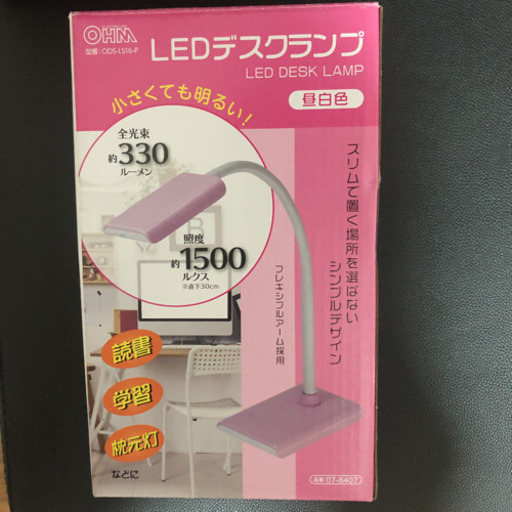 OHM
型番:ODS-LS16-P
LEDデスクランプ
LED DESK LAMP
昼白色
小さくても明るい!
全光束
約330
ルーメン
照度
約1500
ルクス
※直下30cm
スリムで置く場所を選ばない
シンプルデザイン
フレキシブルアーム採用
読書
学習
枕元灯
などに
品番 07-8407